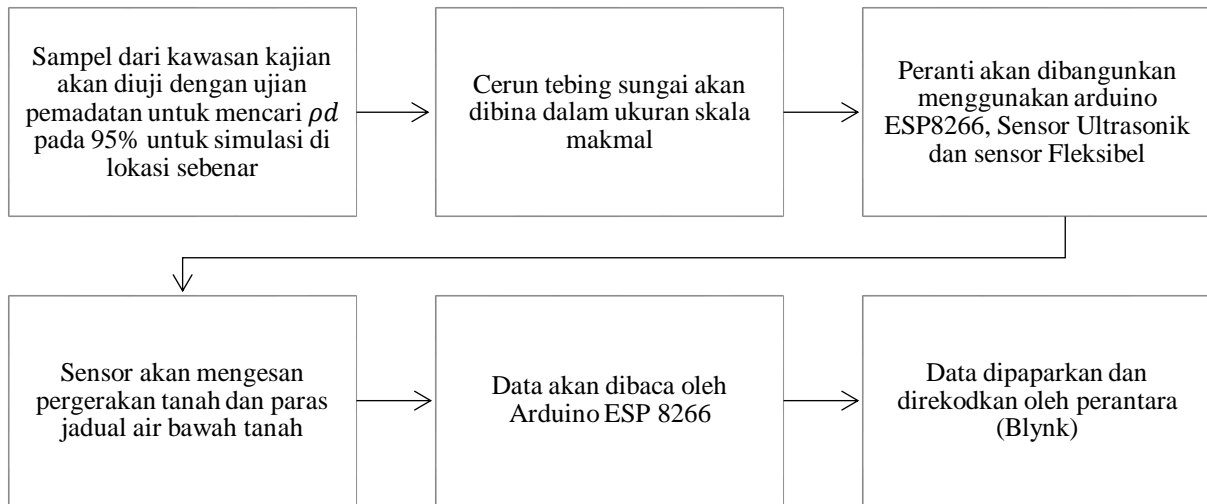 Sampel dari kawasan kajian
akan diuji dengan ujian
pemadatan untuk mencari 𝜌𝑑
pada 95% untuk simulasi di
lokasi sebenar
Cerun tebing sungai akan
dibina dalam ukuran skala
makmal
Peranti akan dibangunkan
menggunakan arduino
ESP8266, Sensor Ultrasonik
dan sensor Fleksibel
Sensor akan mengesan
pergerakan tanah dan paras
jadual air bawah tanah
Data akan dibaca oleh
Arduino ESP 8266
Data dipaparkan dan
direkodkan oleh perantara
(Blynk)